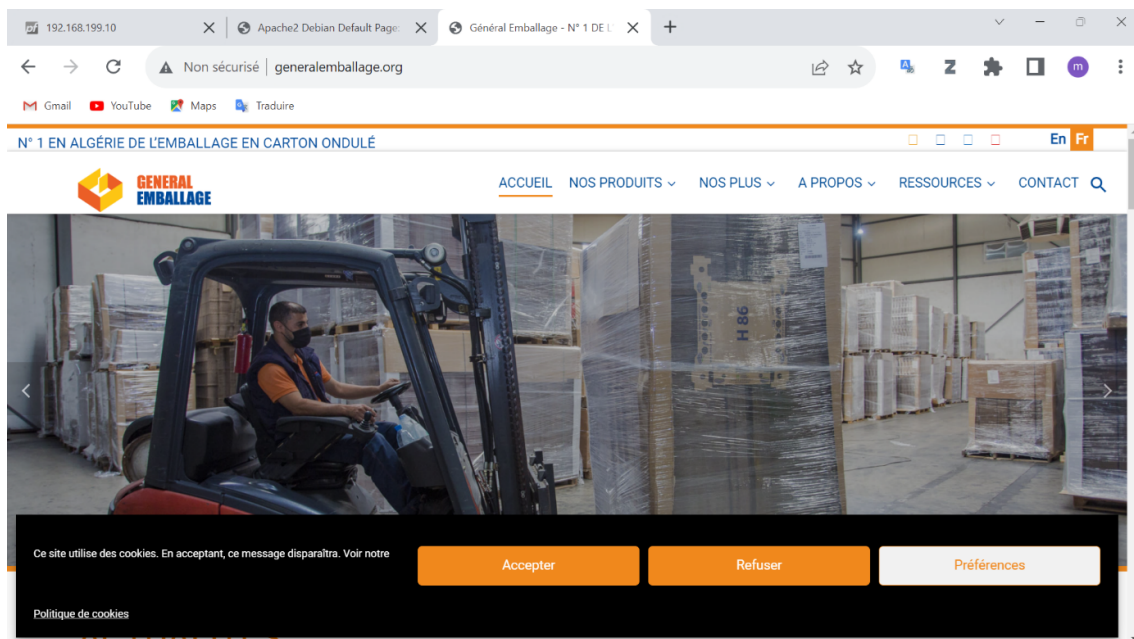 192.168.199.10
Apache2 Debian Default Page:
Général Emballage - N° 1 DE L'
Non sécurisé | generalemballage.org
Gmail YouTube Maps Traduire
N° 1 EN ALGÉRIE DE L'EMBALLAGE EN CARTON ONDULÉ
En Fr
GENERAL
EMBALLAGE
ACCUEIL NOS PRODUITS NOS PLUS A PROPOS RESSOURCES CONTACT
H 86
Ce site utilise des cookies. En acceptant, ce message disparaîtra. Voir notre
Accepter Refuser Préférences
Politique de cookies